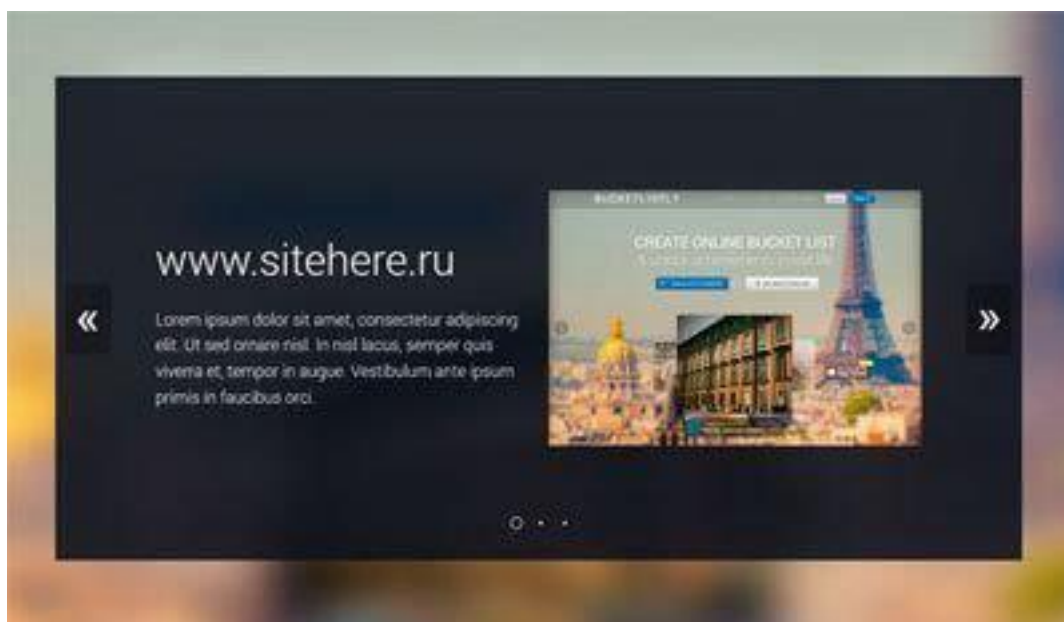 www.sitehere.ru
Lorem ipsum dolor sit amet, consectetur adipiscing
elit. Ut sed ornare nisl. In nisl lacus, semper quis
viverra et, tempor in augue. Vestibulum ante ipsum
primis in faucibus orci.
BUCKETLISTLY
CREATE ONLINE BUCKET LIST